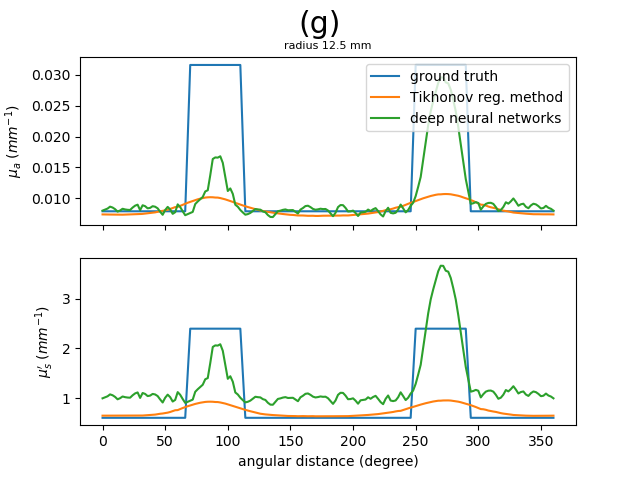 (g)
radius 12.5 mm
0.030
0.025
0.020
0.015
0.010
μₐ (mm⁻¹)
ground truth
Tikhonov reg. method
deep neural networks
3
2
1
μ′ₛ (mm⁻¹)
0 50 100 150 200 250 300 350
angular distance (degree)